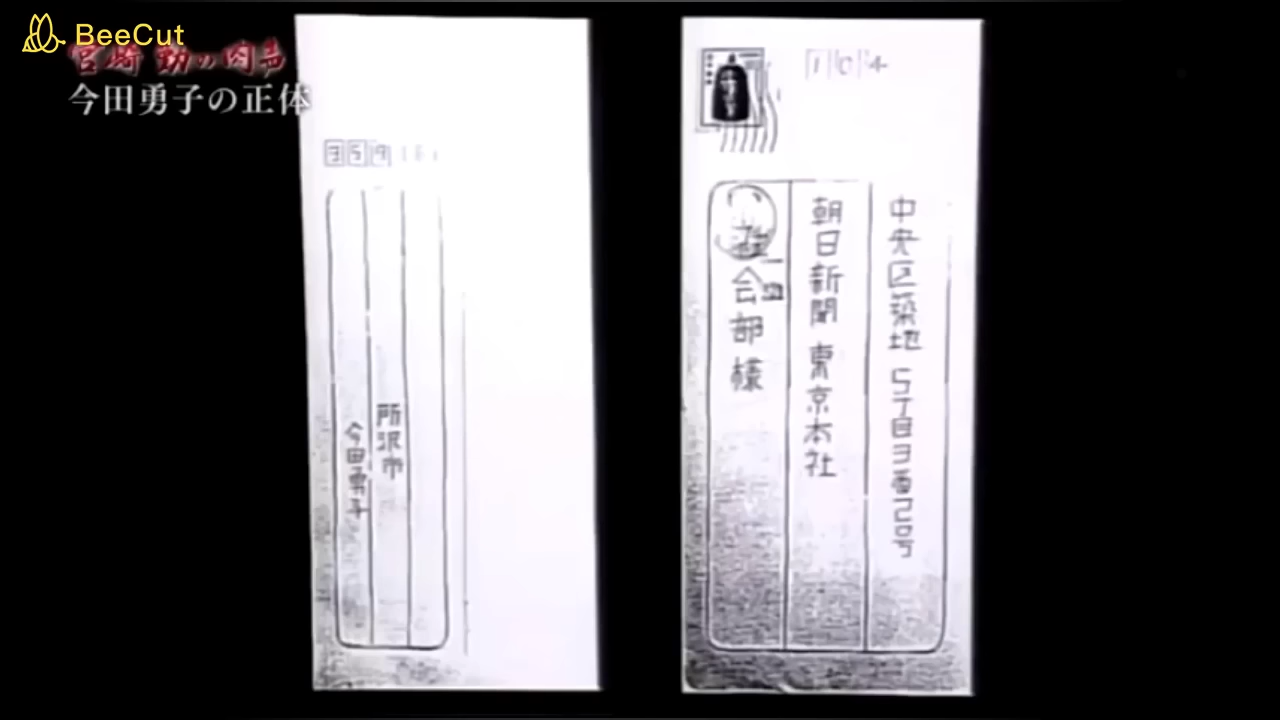 BeeCut
宮崎 勤の肉声
今田勇子の正体
359
所沢市
今田勇子
104
中央区築地5丁目3番2号
朝日新聞東京本社
社会部様